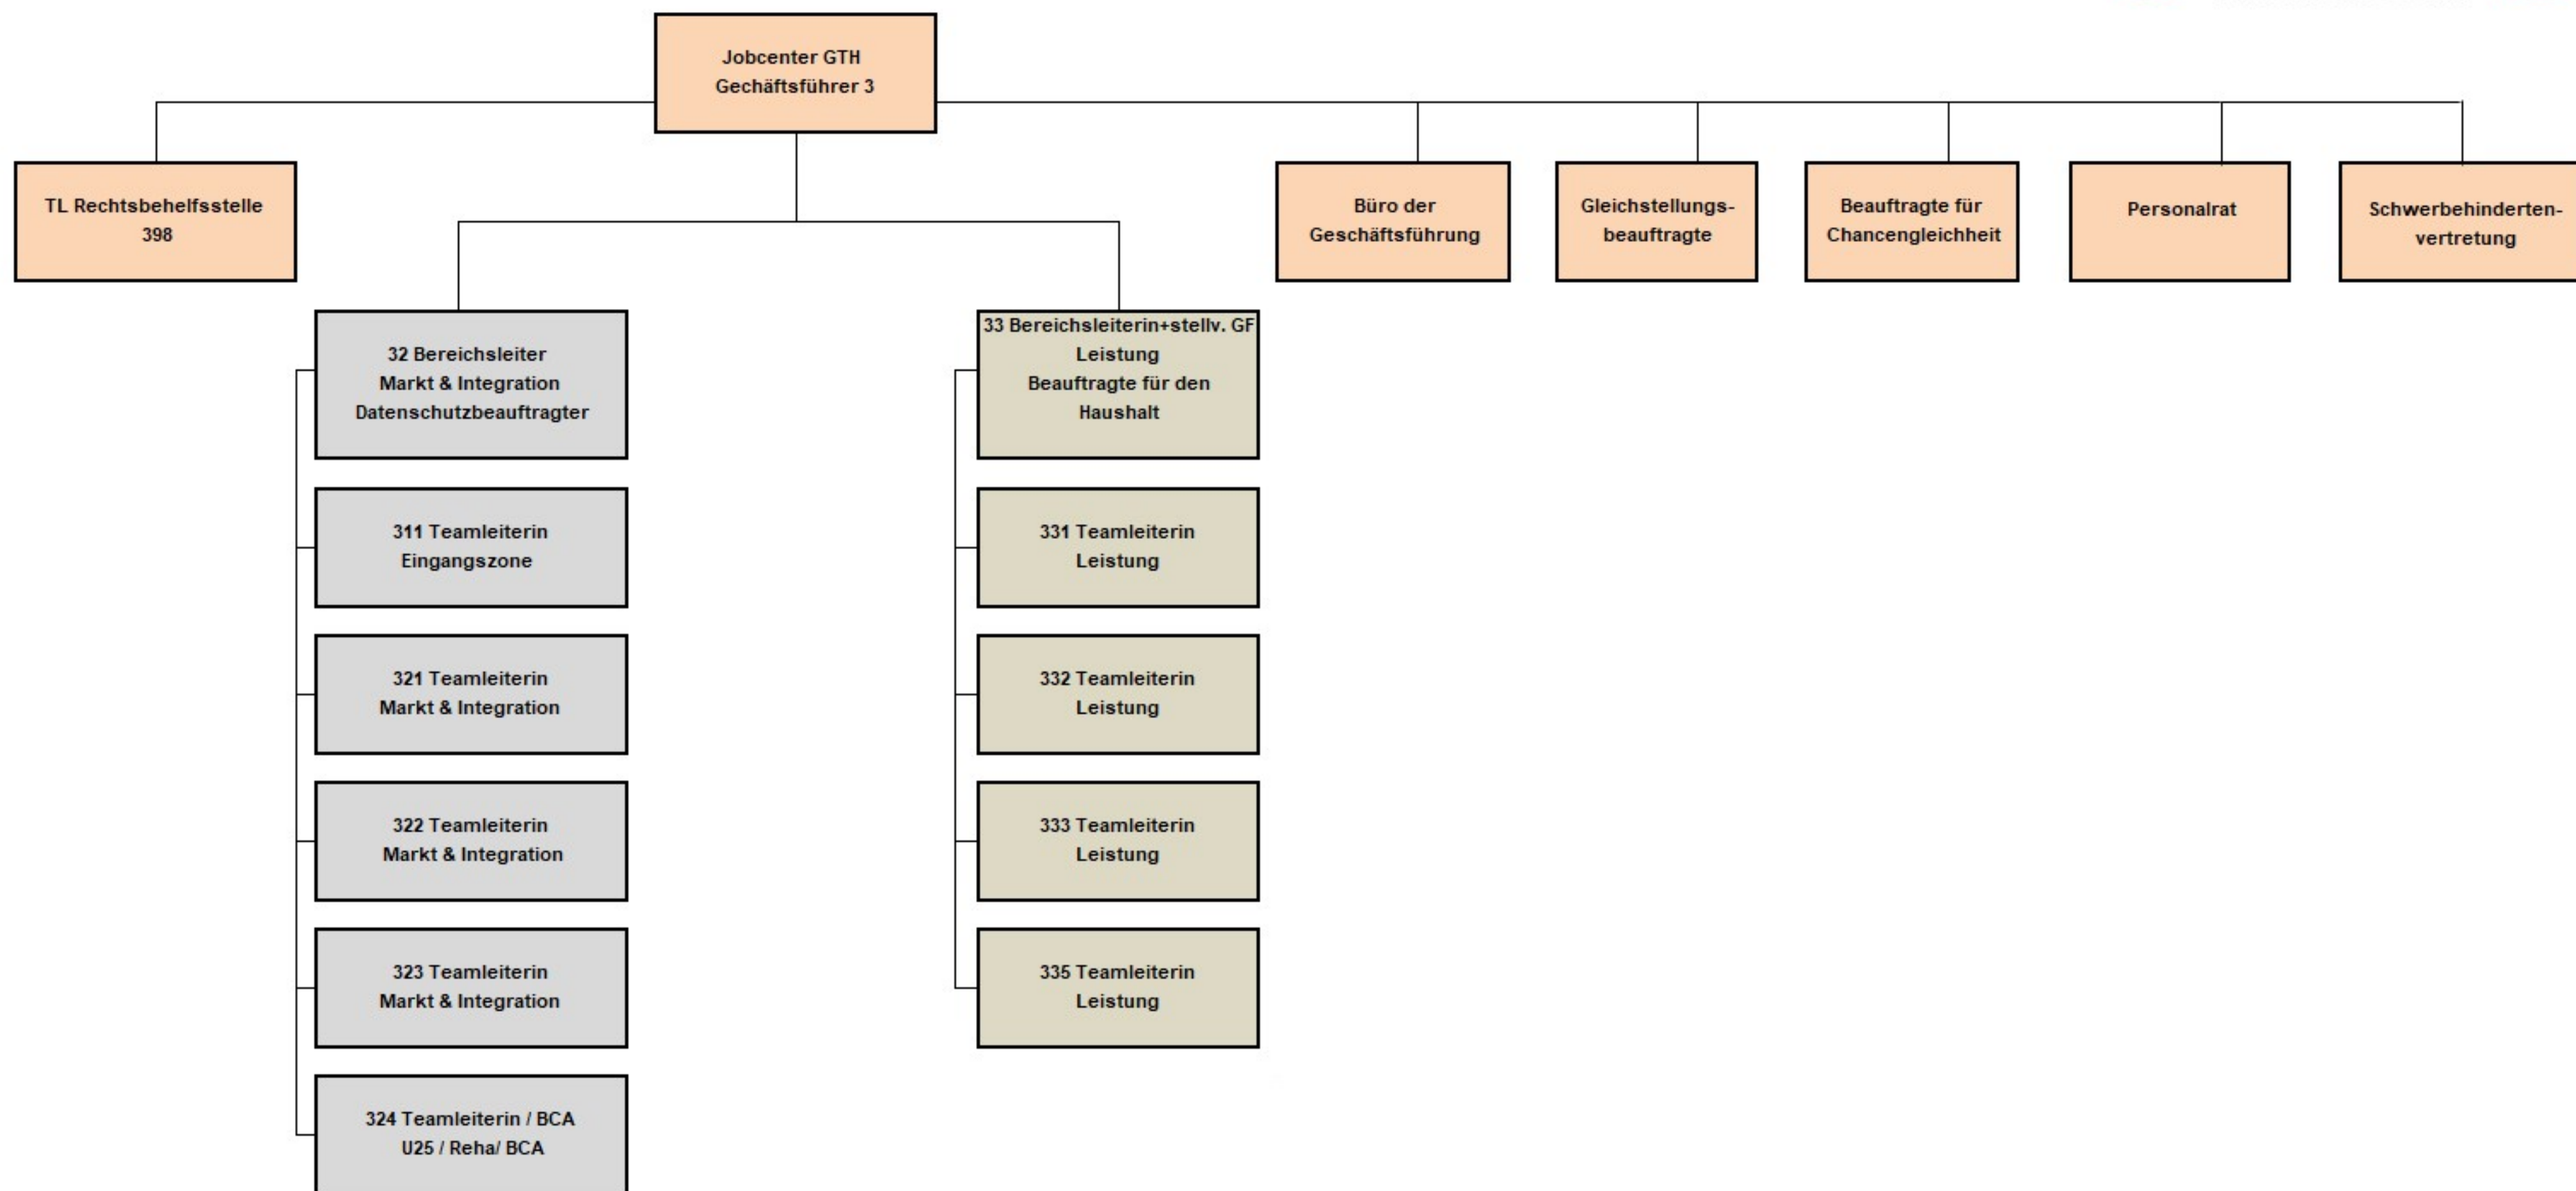 Jobcenter GTH
Gechäftsführer 3
TL Rechtsbehelfsstelle
398
Büro der
Geschäftsführung
Gleichstellungs-
beauftragte
Beauftragte für
Chancengleichheit
Personalrat
Schwerbehinderten-
vertretung
32 Bereichsleiter
Markt & Integration
Datenschutzbeauftragter
33 Bereichsleiterin+stellv. GF
Leistung
Beauftragte für den
Haushalt
311 Teamleiterin
Eingangszone
331 Teamleiterin
Leistung
321 Teamleiterin
Markt & Integration
332 Teamleiterin
Leistung
322 Teamleiterin
Markt & Integration
333 Teamleiterin
Leistung
323 Teamleiterin
Markt & Integration
335 Teamleiterin
Leistung
324 Teamleiterin / BCA
U25 / Reha/ BCA